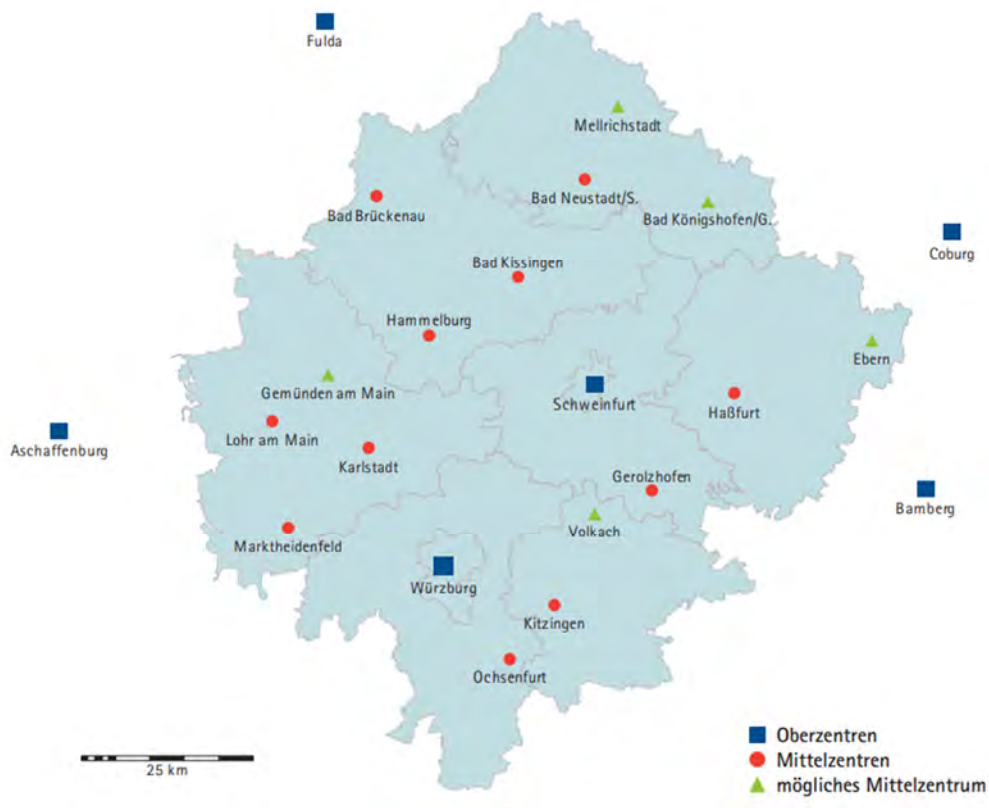 Fulda
Mellrichstadt
Bad Neustadt/S.
Bad Brückenau
Bad Königshofen/G.
Coburg
Bad Kissingen
Hammelburg
Ebern
Gemünden am Main
Schweinfurt
Haßfurt
Lohr am Main
Aschaffenburg
Karlstadt
Gerolzhofen
Bamberg
Volkach
Marktheidenfeld
Würzburg
Kitzingen
Ochsenfurt
25 km
Oberzentren
Mittelzentren
mögliches Mittelzentrum